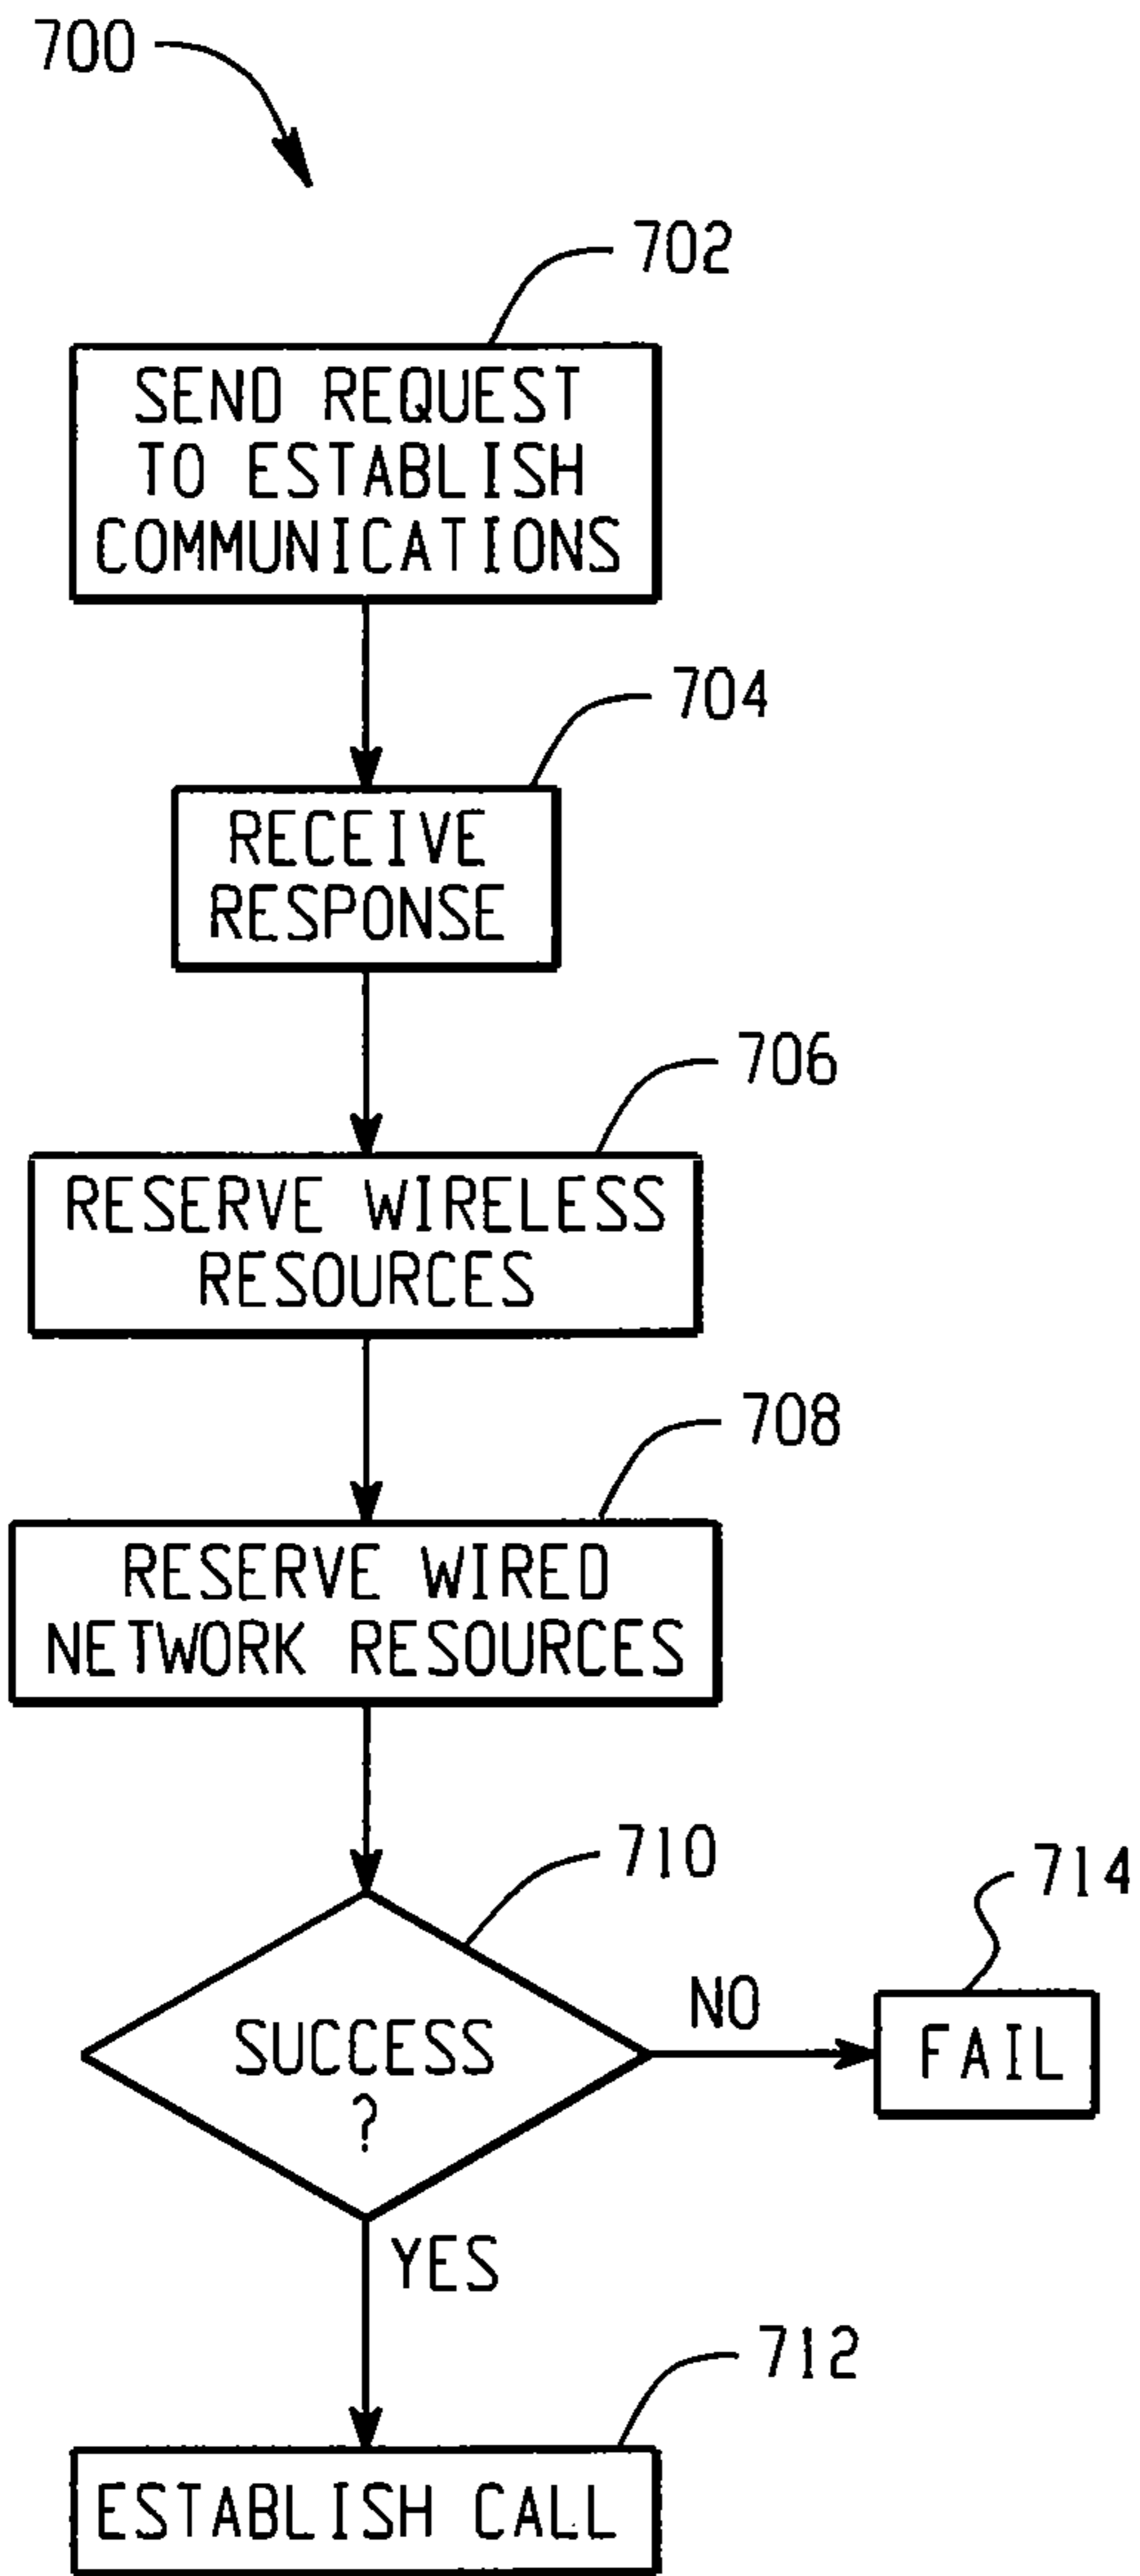 700
702
SEND REQUEST
TO ESTABLISH
COMMUNICATIONS
704
RECEIVE
RESPONSE
706
RESERVE WIRELESS
RESOURCES
708
RESERVE WIRED
NETWORK RESOURCES
710
714
SUCCESS
?
NO
FAIL
YES
712
ESTABLISH CALL